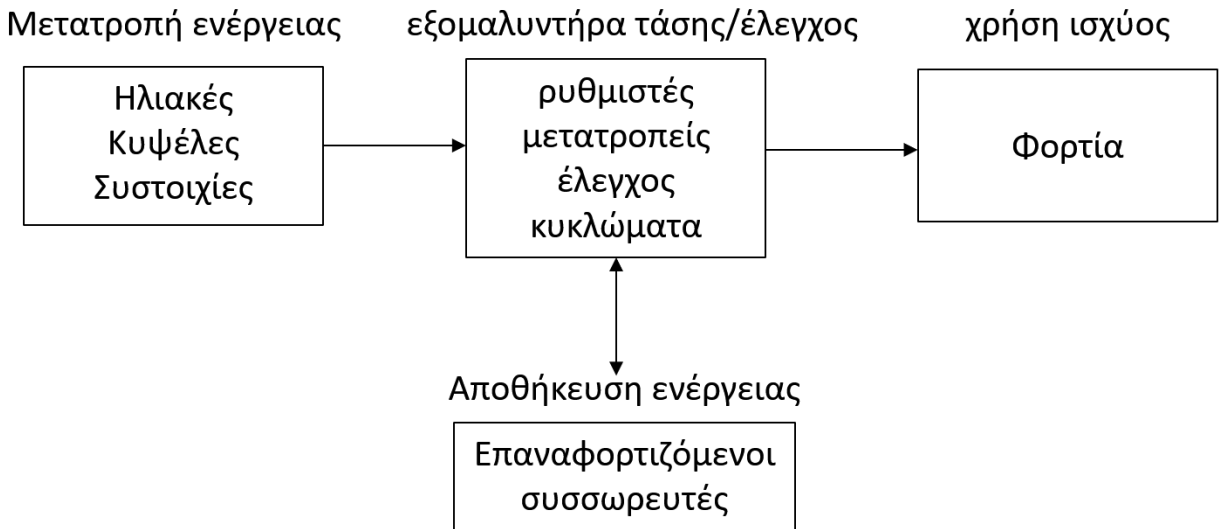 Μετατροπή ενέργειας
εξομαλυντήρα τάσης/έλεγχος
χρήση ισχύος
Ηλιακές
Κυψέλες
Συστοιχίες
ρυθμιστές
μετατροπείς
έλεγχος
κυκλώματα
Φορτία
Αποθήκευση ενέργειας
Επαναφορτιζόμενοι
συσσωρευτές